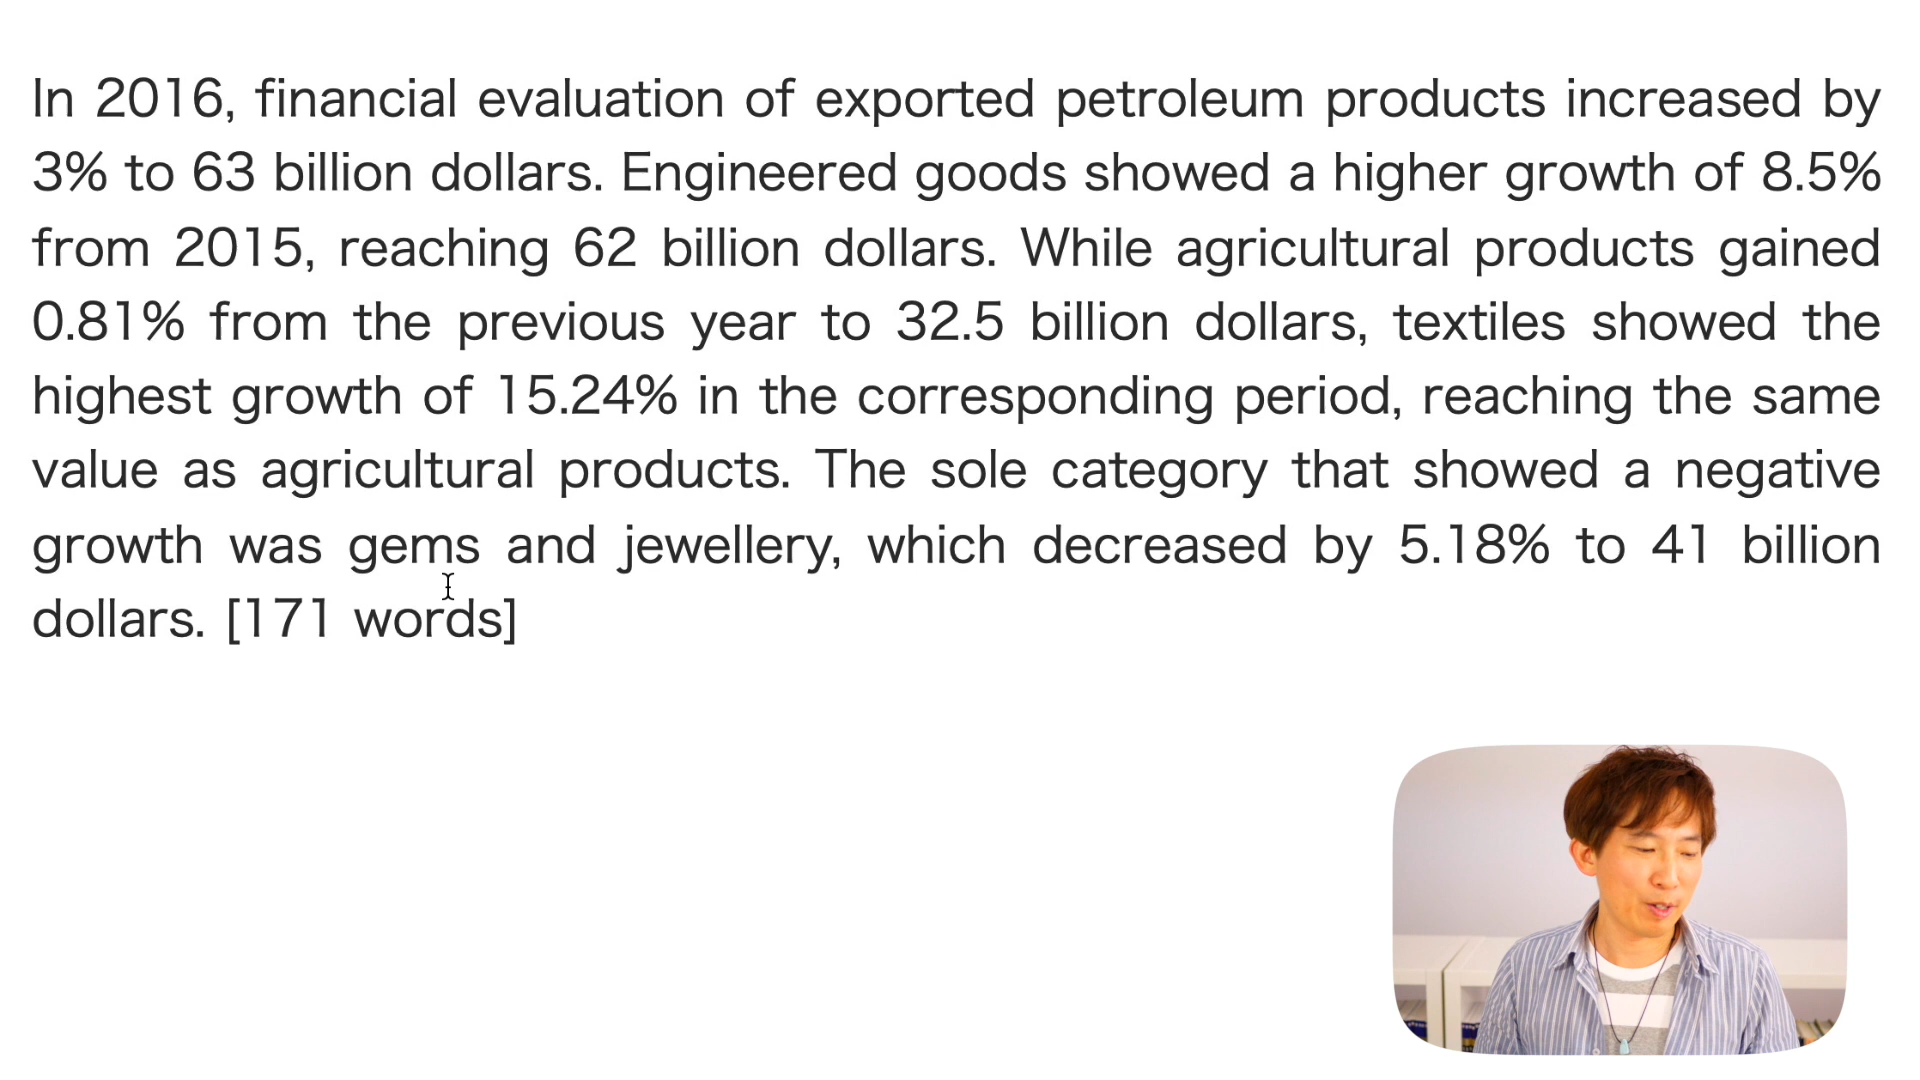 In 2016, financial evaluation of exported petroleum products increased by
3% to 63 billion dollars. Engineered goods showed a higher growth of 8.5%
from 2015, reaching 62 billion dollars. While agricultural products gained
0.81% from the previous year to 32.5 billion dollars, textiles showed the
highest growth of 15.24% in the corresponding period, reaching the same
value as agricultural products. The sole category that showed a negative
growth was gems and jewellery, which decreased by 5.18% to 41 billion
dollars. [171 words]